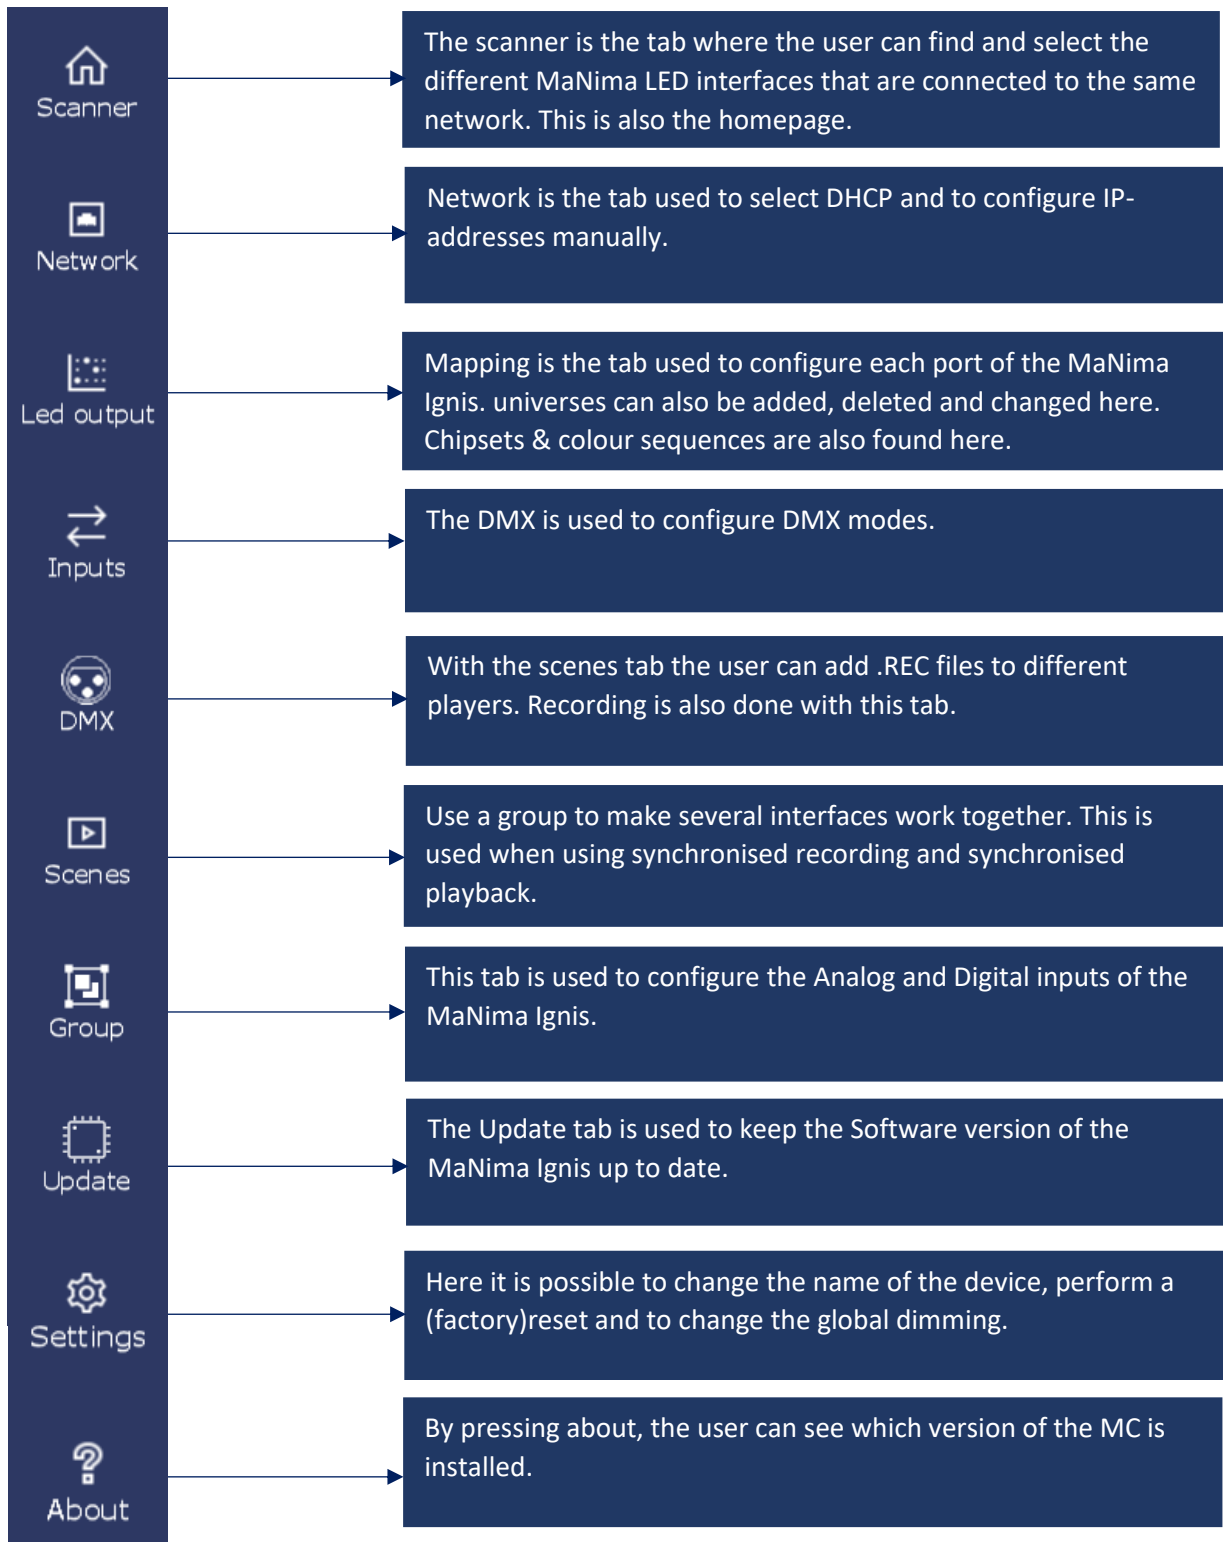 Scanner
The scanner is the tab where the user can find and select the
different MaNima LED interfaces that are connected to the same
network. This is also the homepage.
Network
Network is the tab used to select DHCP and to configure IP-
addresses manually.
Led output
Mapping is the tab used to configure each port of the MaNima
Ignis. universes can also be added, deleted and changed here.
Chipsets & colour sequences are also found here.
Inputs
The DMX is used to configure DMX modes.
DMX
With the scenes tab the user can add .REC files to different
players. Recording is also done with this tab.
Scenes
Use a group to make several interfaces work together. This is
used when using synchronised recording and synchronised
playback.
Group
This tab is used to configure the Analog and Digital inputs of the
MaNima Ignis.
Update
The Update tab is used to keep the Software version of the
MaNima Ignis up to date.
Settings
Here it is possible to change the name of the device, perform a
(factory)reset and to change the global dimming.
About
By pressing about, the user can see which version of the MC is
installed.